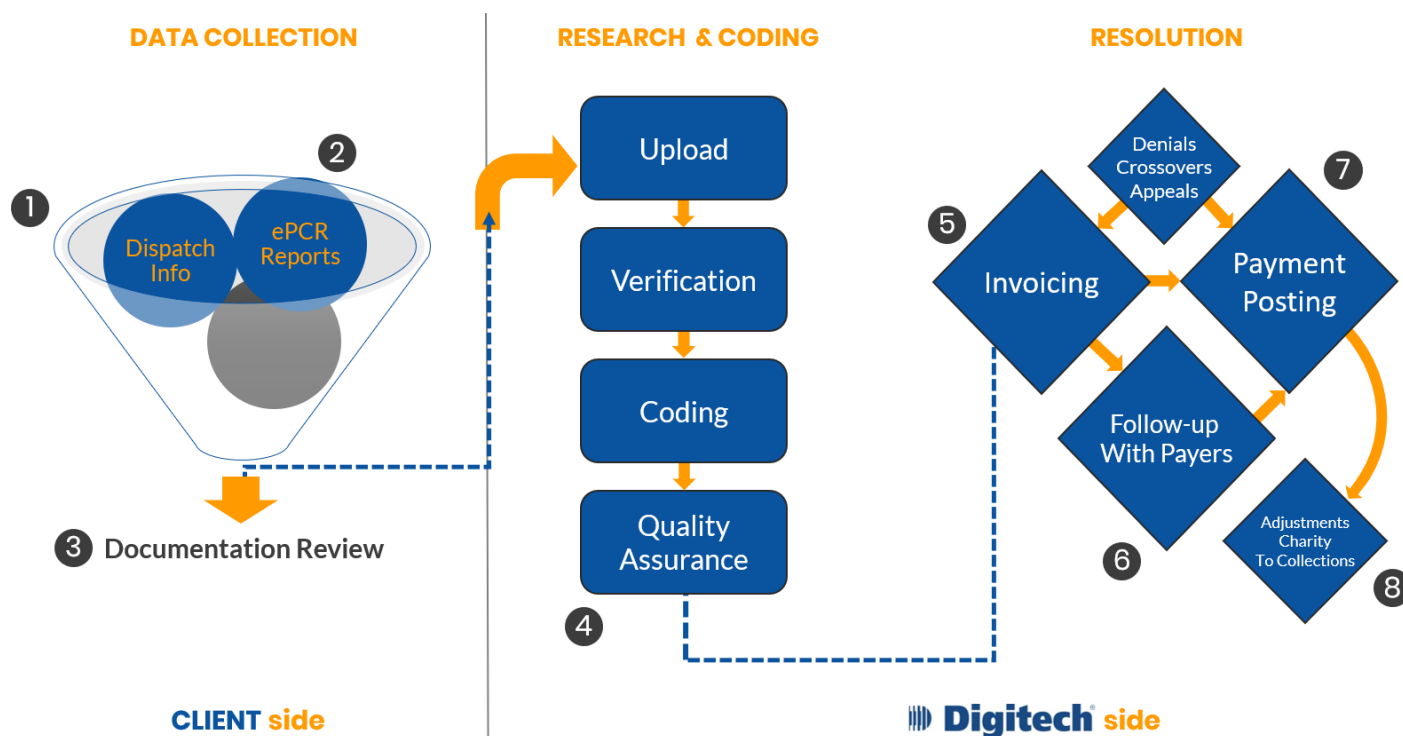 DATA COLLECTION
1
2
Dispatch
Info
ePCR
Reports
3 Documentation Review
CLIENT side
RESEARCH & CODING
Upload
Verification
Coding
Quality
Assurance
4
RESOLUTION
Denials
Crossovers
Appeals
7
5
Invoicing
Payment
Posting
Follow-up
With Payers
6
Adjustments
Charity
To Collections
8
Digitech® side